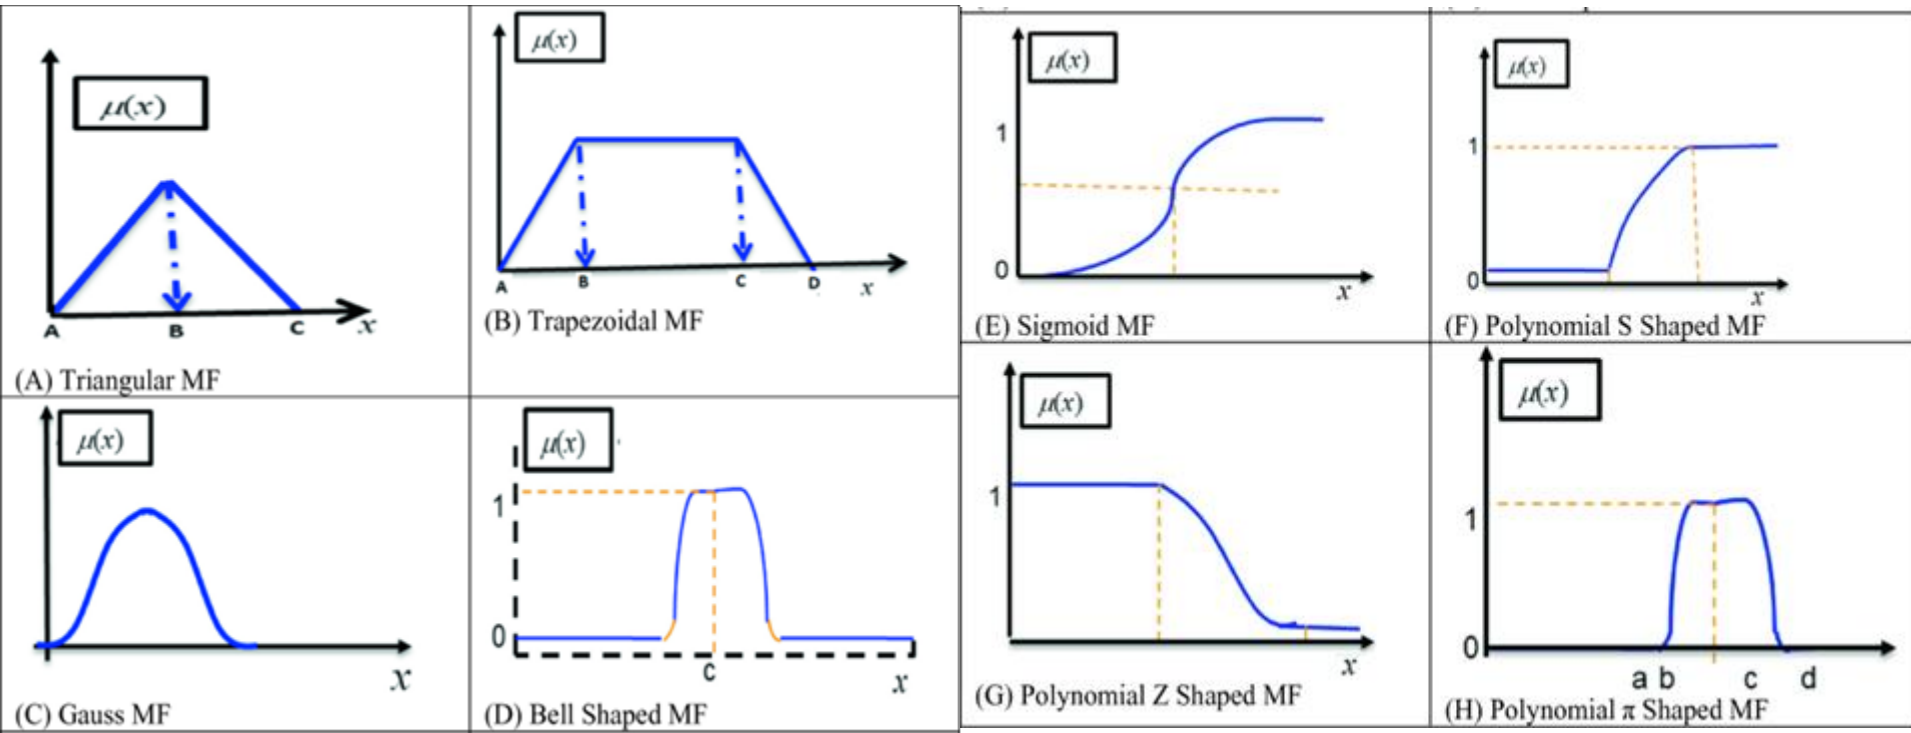 μ(x)
A B C x
(A) Triangular MF
μ(x)
A B C D x
(B) Trapezoidal MF
μ(x)
x
(C) Gauss MF
μ(x)
1
0
C x
(D) Bell Shaped MF
μ(x)
1
0
x
(E) Sigmoid MF
μ(x)
1
0
x
(F) Polynomial S Shaped MF
μ(x)
1
x
(G) Polynomial Z Shaped MF
μ(x)
1
0
a b c d
(H) Polynomial π Shaped MF